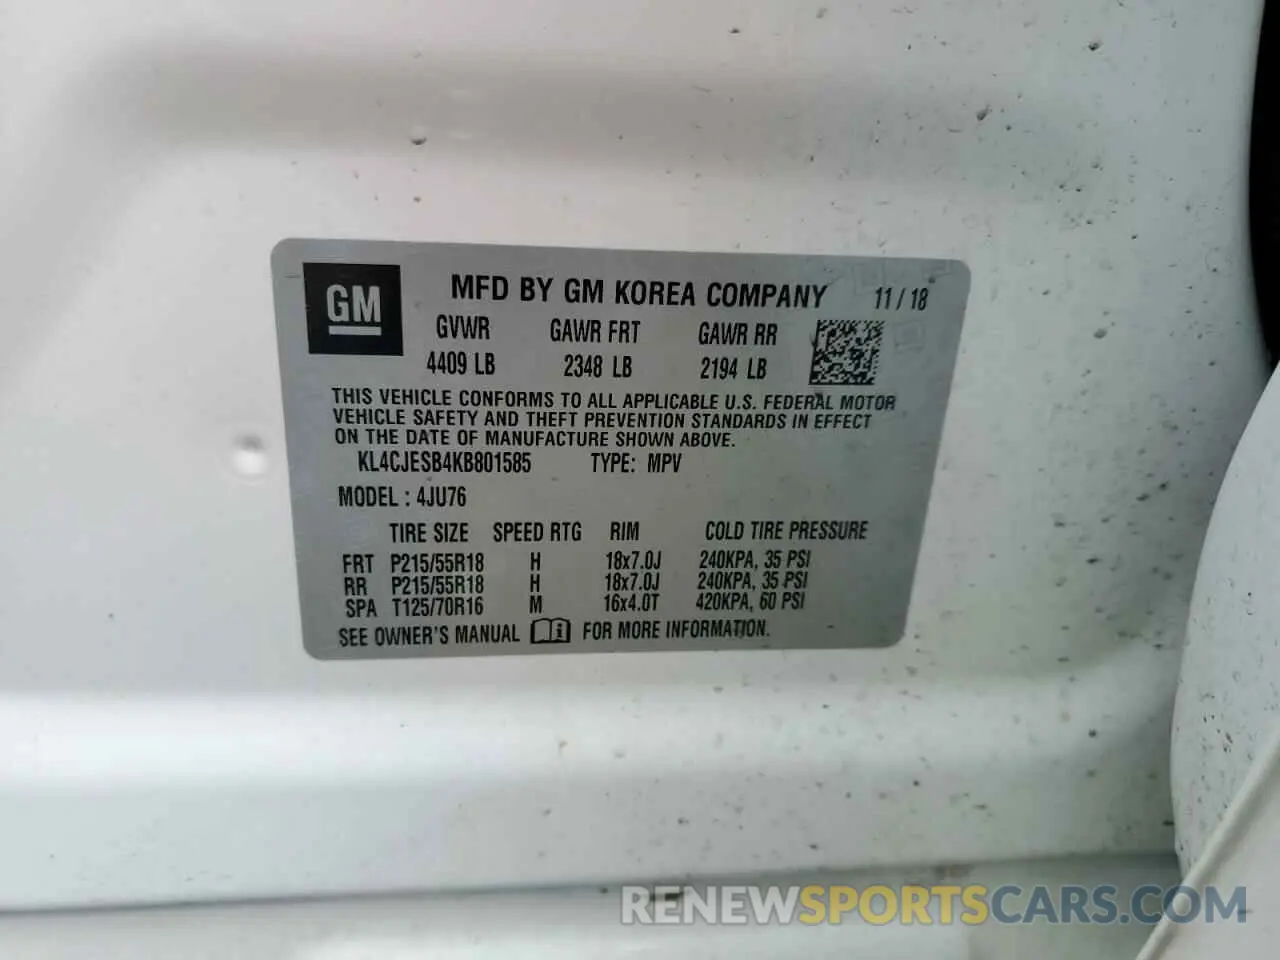 GM
MFD BY GM KOREA COMPANY 11/18
GVWR GAWR FRT GAWR RR
4409 LB 2348 LB 2194 LB
THIS VEHICLE CONFORMS TO ALL APPLICABLE U.S. FEDERAL MOTOR
VEHICLE SAFETY AND THEFT PREVENTION STANDARDS IN EFFECT
ON THE DATE OF MANUFACTURE SHOWN ABOVE.
KL4CJESB4KB801585 TYPE: MPV
MODEL : 4JU76
TIRE SIZE SPEED RTG RIM COLD TIRE PRESSURE
FRT P215/55R18 H 18x7.0J 240KPA, 35 PSI
RR P215/55R18 H 18x7.0J 240KPA, 35 PSI
SPA T125/70R16 M 16x4.0T 420KPA, 60 PSI
SEE OWNER'S MANUAL i FOR MORE INFORMATION.
RENEWSPORTSCARS.COM